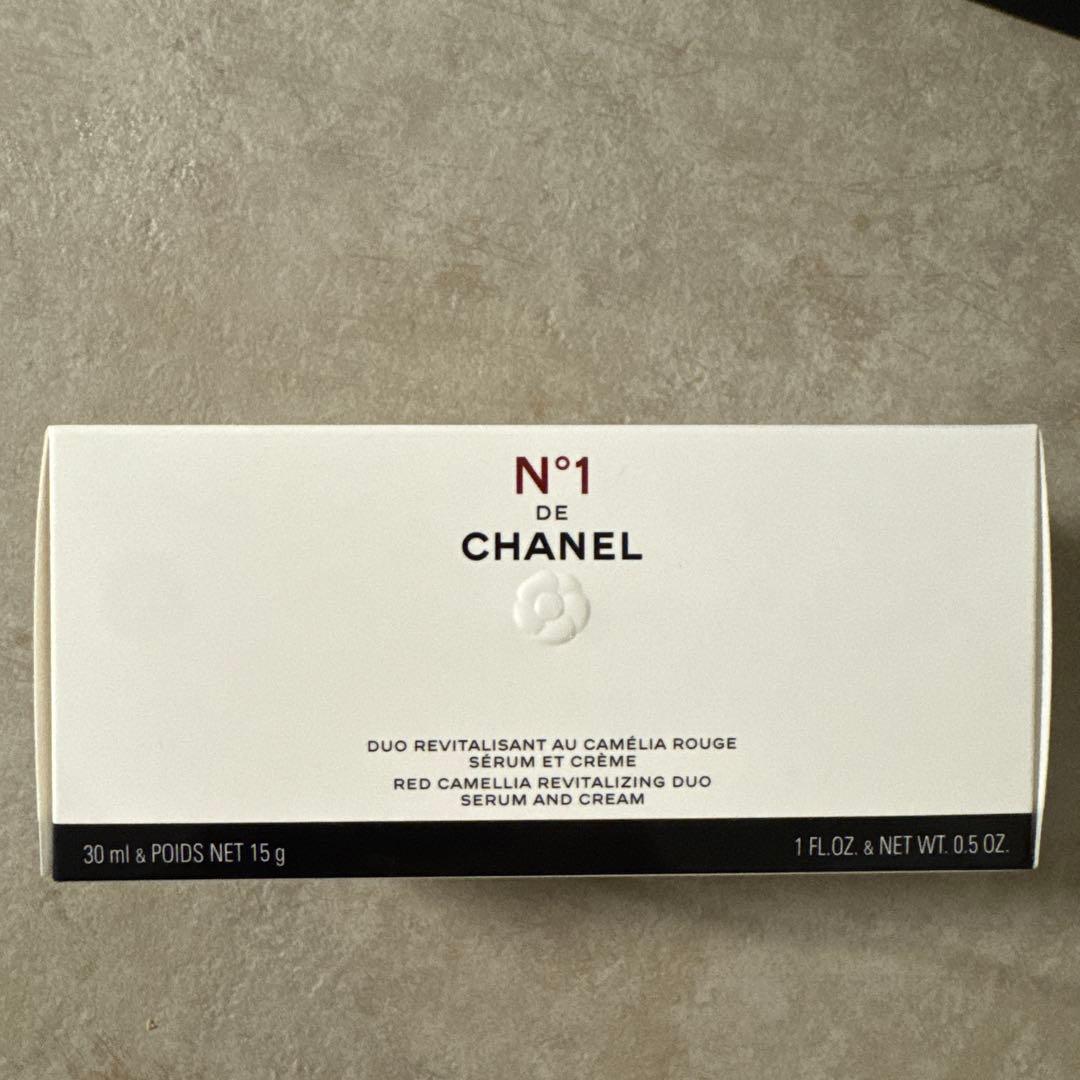 N°1
DE
CHANEL
DUO REVITALISANT AU CAMÉLIA ROUGE
SÉRUM ET CRÈME
RED CAMELLIA REVITALIZING DUO
SERUM AND CREAM
30 ml & POIDS NET 15 g
1 FL.OZ. & NET WT. 0.5 OZ.